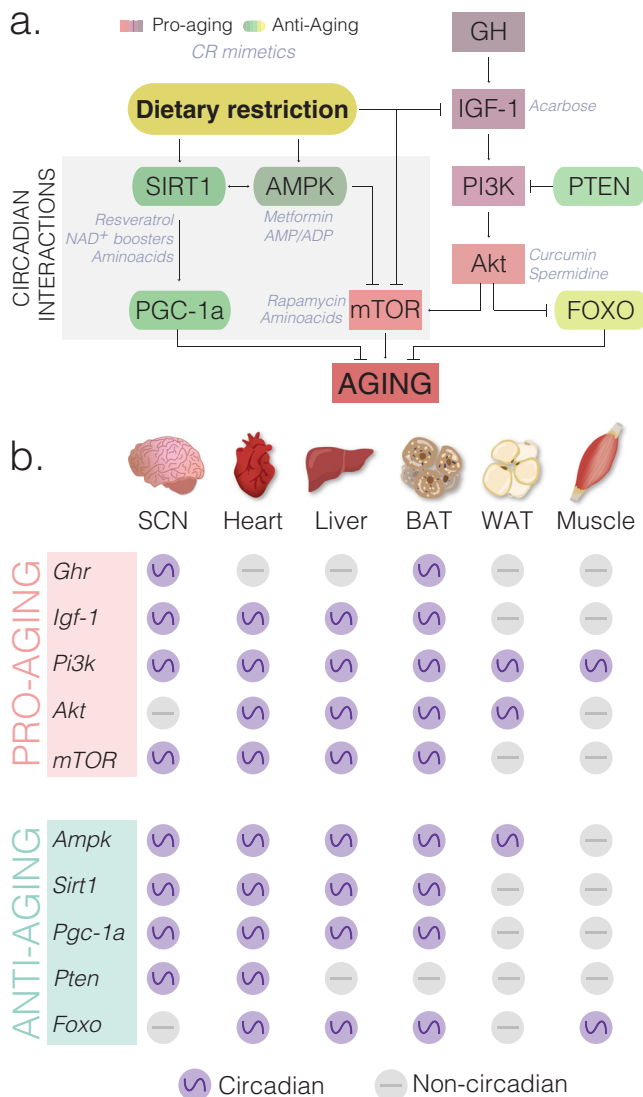 a.
Pro-aging Anti-Aging
CR mimetics
GH
Dietary restriction
IGF-1 Acarbose
CIRCADIAN
INTERACTIONS
SIRT1 AMPK PI3K PTEN
Resveratrol
NAD+ boosters
Aminoacids
Metformin
AMP/ADP
Akt
Curcumin
Spermidine
PGC-1a
Rapamycin
Aminoacids
mTOR
FOXO
AGING
b.
SCN Heart Liver BAT WAT Muscle
PRO-AGING
Ghr
Igf-1
Pi3k
Akt
mTOR
ANTI-AGING
Ampk
Sirt1
Pgc-1a
Pten
Foxo
Circadian Non-circadian